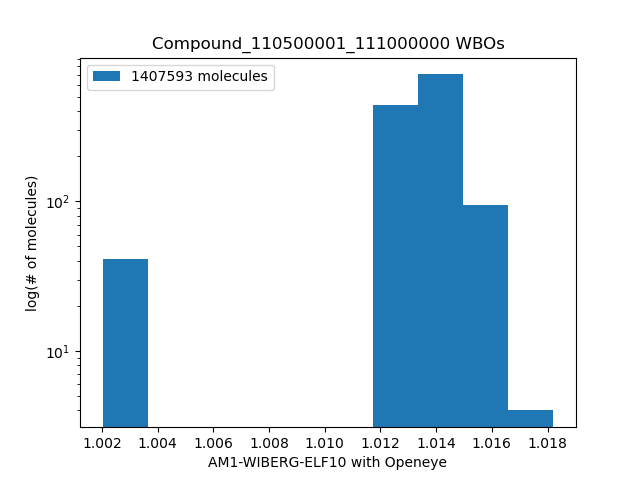 Compound_110500001_111000000 WBOs
1407593 molecules
log(# of molecules)
10²
10¹
1.002 1.004 1.006 1.008 1.010 1.012 1.014 1.016 1.018
AM1-WIBERG-ELF10 with Openeye